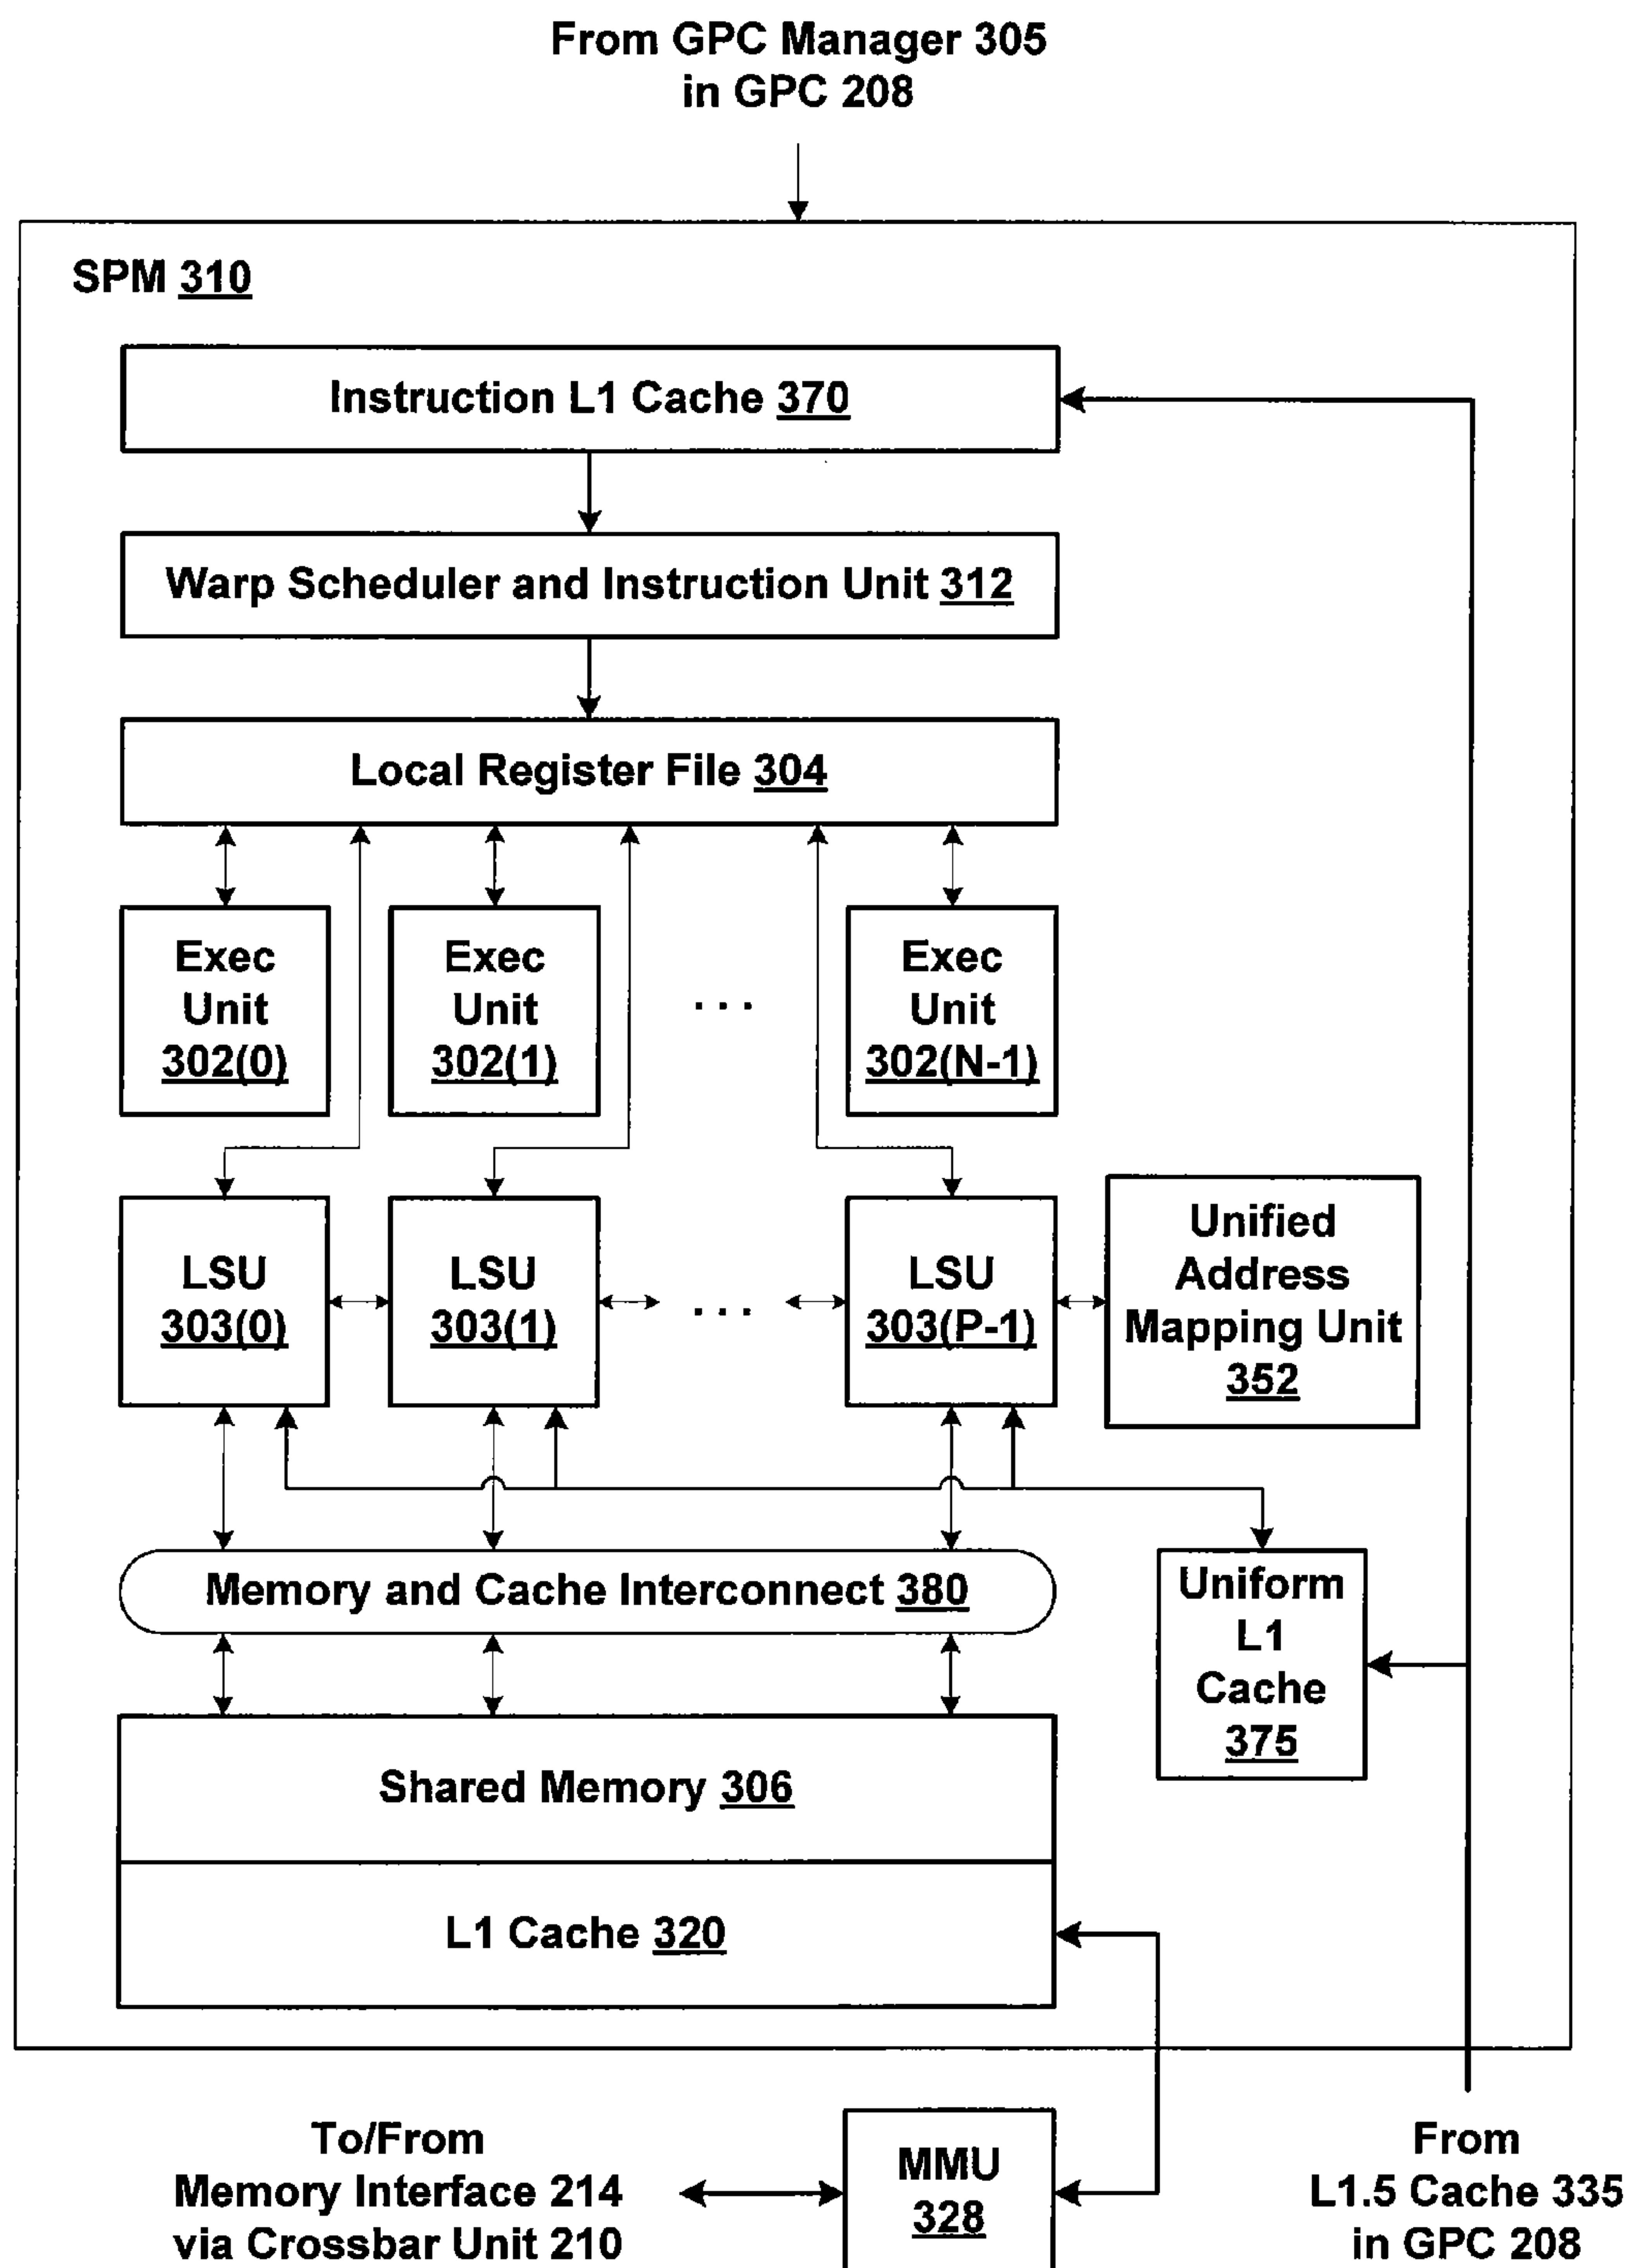 From GPC Manager 305
in GPC 208
SPM 310
Instruction L1 Cache 370
Warp Scheduler and Instruction Unit 312
Local Register File 304
Exec
Unit
302(0)
Exec
Unit
302(1)
. . .
Exec
Unit
302(N-1)
LSU
303(0)
LSU
303(1)
. . .
LSU
303(P-1)
Unified
Address
Mapping Unit
352
Memory and Cache Interconnect 380
Uniform
L1
Cache
375
Shared Memory 306
L1 Cache 320
To/From
Memory Interface 214
via Crossbar Unit 210
MMU
328
From
L1.5 Cache 335
in GPC 208